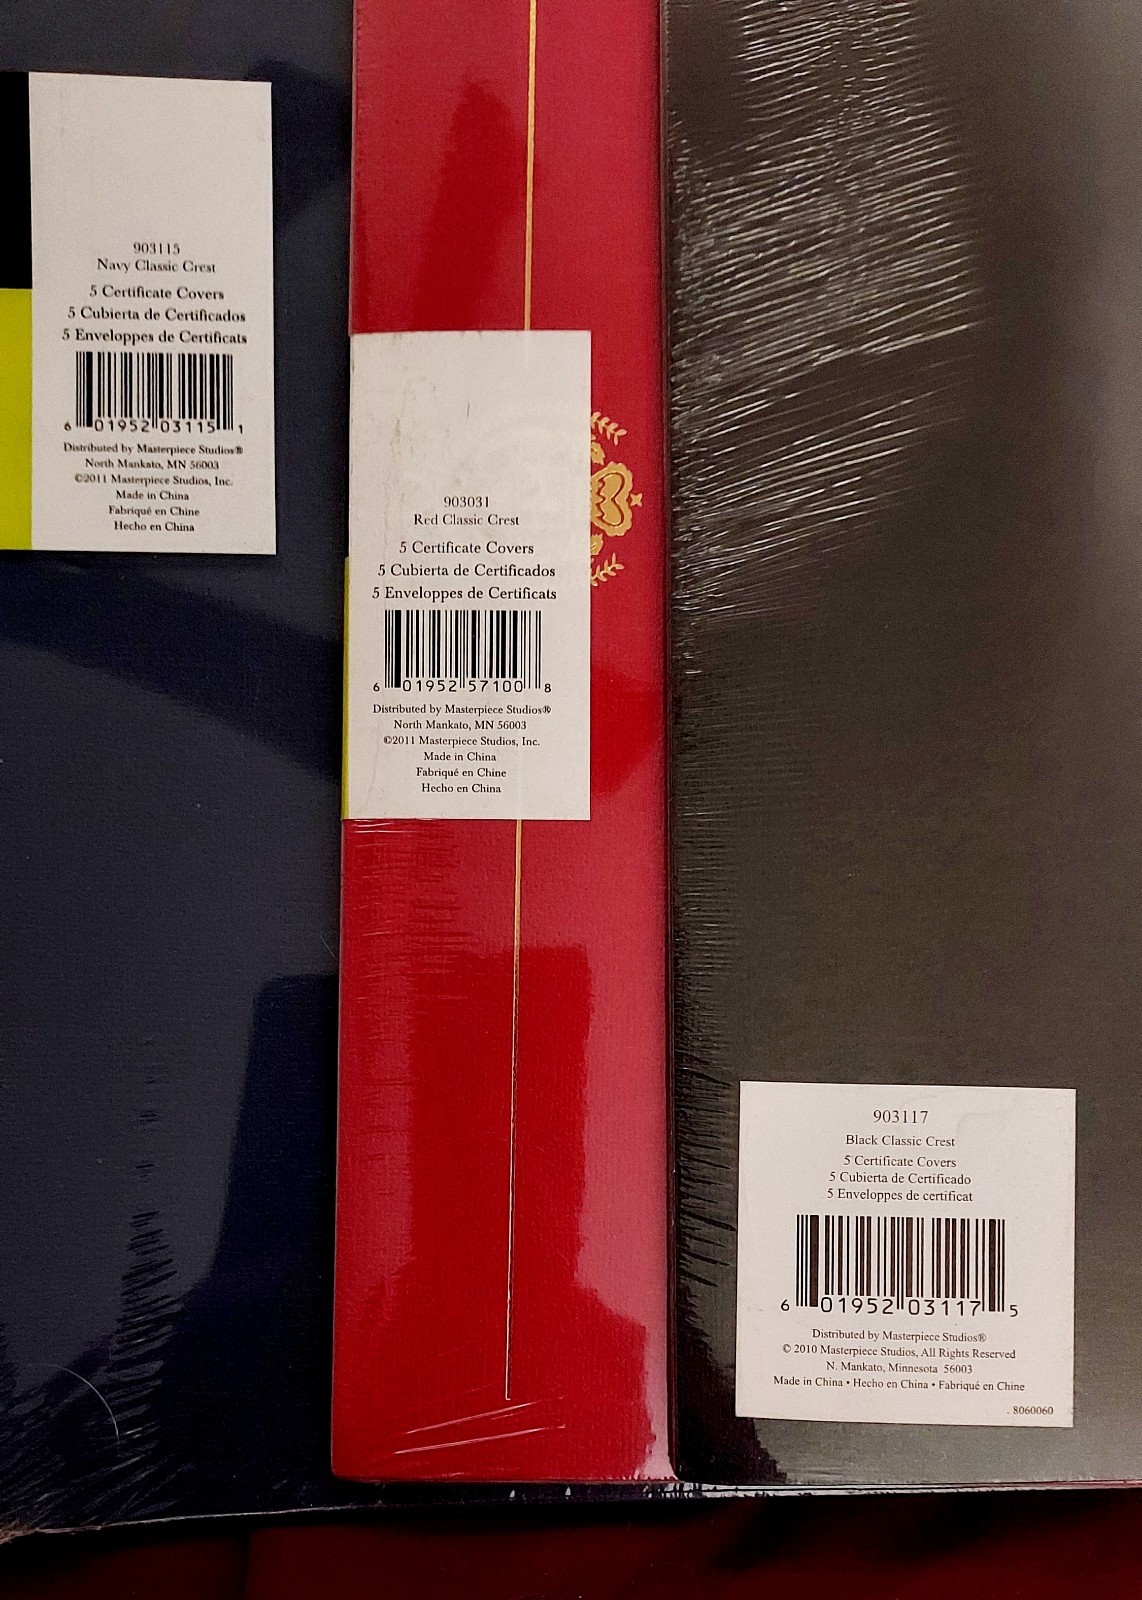 903115
Navy Classic Crest
5 Certificate Covers
5 Cubierta de Certificados
5 Enveloppes de Certificats
6 01952 03115 1
Distributed by Masterpiece Studios®
North Mankato, MN 56003
©2011 Masterpiece Studios, Inc.
Made in China
Fabriqué en Chine
Hecho en China
903031
Red Classic Crest
5 Certificate Covers
5 Cubierta de Certificados
5 Enveloppes de Certificats
6 01952 57100 8
Distributed by Masterpiece Studios®
North Mankato, MN 56003
©2011 Masterpiece Studios, Inc.
Made in China
Fabriqué en Chine
Hecho en China
903117
Black Classic Crest
5 Certificate Covers
5 Cubierta de Certificado
5 Enveloppes de certificat
6 01952 03117 5
Distributed by Masterpiece Studios®
© 2010 Masterpiece Studios, All Rights Reserved
N. Mankato, Minnesota 56003
Made in China • Hecho en China • Fabriqué en Chine
. 8060060